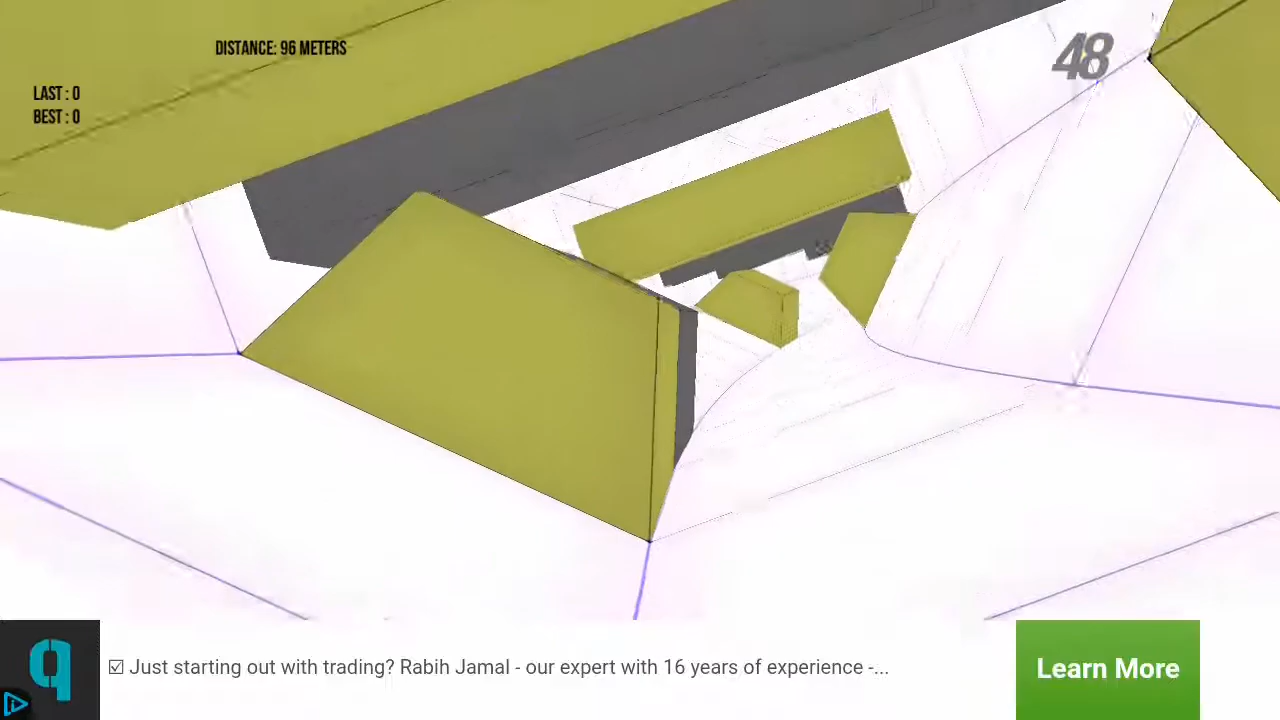 DISTANCE: 96 METERS
48
LAST : 0
BEST : 0
☑ Just starting out with trading? Rabih Jamal - our expert with 16 years of experience -...
Learn More